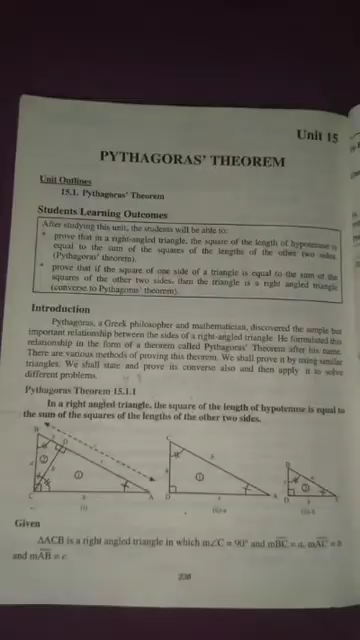 Unit 15
PYTHAGORAS' THEOREM
Unit Outlines
15.1. Pythagoras' Theorem
Students Learning Outcomes
After studying this unit, the students will be able to:
* prove that in a right-angled triangle, the square of the length of hypotenuse is
equal to the sum of the squares of the lengths of the other two sides.
(Pythagoras' theorem).
* prove that if the square of one side of a triangle is equal to the sum of the
squares of the other two sides, then the triangle is a right angled triangle
(converse to Pythagoras' theorem).
Introduction
Pythagoras, a Greek philosopher and mathematician, discovered the simple but
important relationship between the sides of a right-angled triangle. He formulated this
relationship in the form of a theorem called Pythagoras' Theorem after his name.
There are various methods of proving this theorem. We shall prove it by using similar
triangles. We shall state and prove its converse also and then apply it to solve
different problems.
Pythagoras Theorem 15.1.1
In a right angled triangle, the square of the length of hypotenuse is equal to
the sum of the squares of the lengths of the other two sides.
Given
ΔACB is a right angled triangle in which m∠C = 90° and mBC = a, mAC = b
and mAB = c.